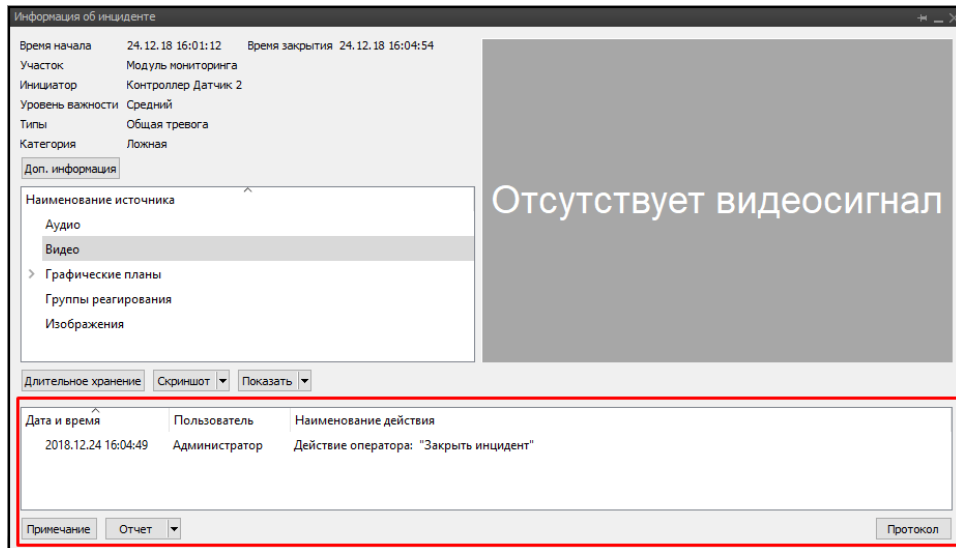 Информация об инциденте
Время начала 24.12.18 16:01:12 Время закрытия 24.12.18 16:04:54
Участок Модуль мониторинга
Инициатор Контроллер Датчик 2
Уровень важности Средний
Типы Общая тревога
Категория Ложная
Доп. информация
Наименование источника
Аудио
Видео
Графические планы
Группы реагирования
Изображения
Отсутствует видеосигнал
Длительное хранение Скриншот Показать
Дата и время Пользователь Наименование действия
2018.12.24 16:04:49 Администратор Действие оператора: "Закрыть инцидент"
Примечание Отчет Протокол